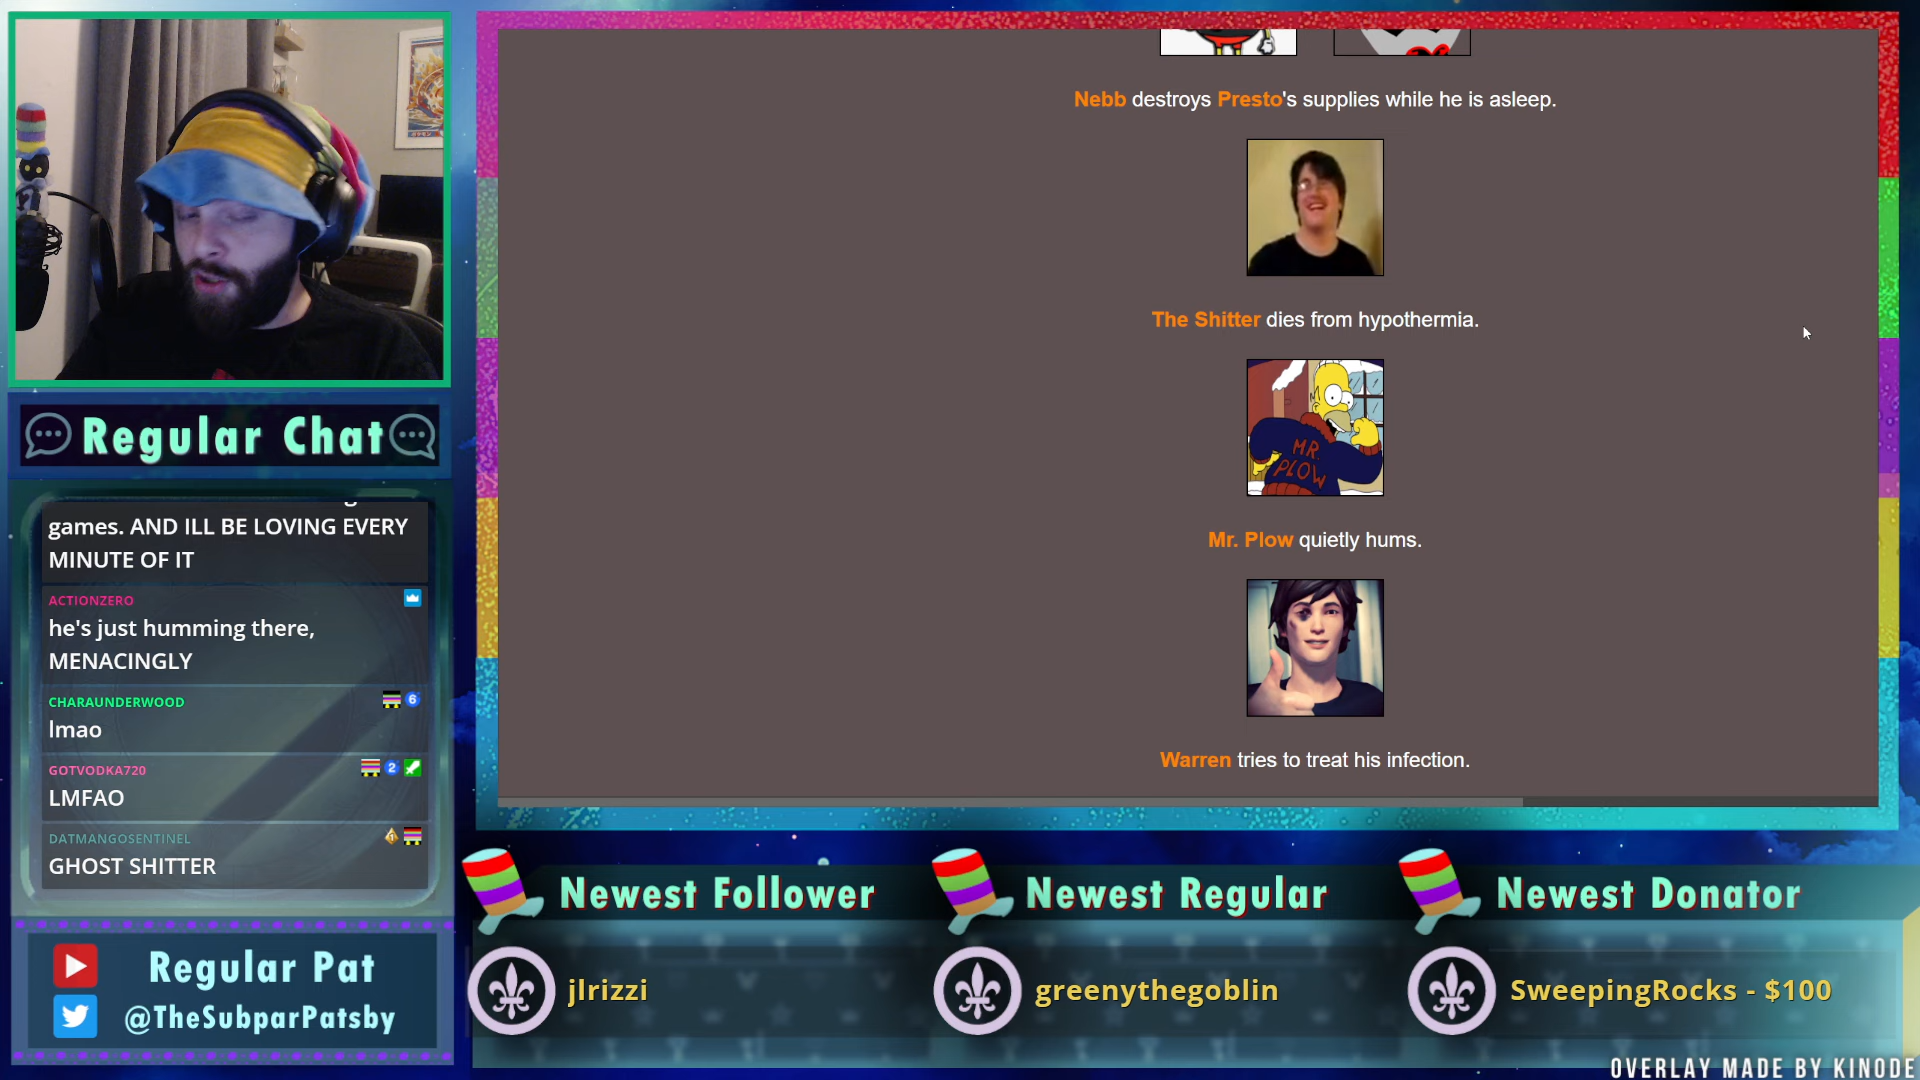 Nebb destroys Presto's supplies while he is asleep.
The Shitter dies from hypothermia.
MR.
PLOW
Mr. Plow quietly hums.
Warren tries to treat his infection.
Regular Chat
games. AND ILL BE LOVING EVERY
MINUTE OF IT
ACTIONZERO
he's just humming there,
MENACINGLY
CHARAUNDERWOOD
6
lmao
GOTVODKA720
2
LMFAO
DATMANGOSENTINEL
GHOST SHITTER
Regular Pat
@TheSubparPatsby
Newest Follower
jlrizzi
Newest Regular
greenythegoblin
Newest Donator
SweepingRocks - $100
OVERLAY MADE BY KINODE